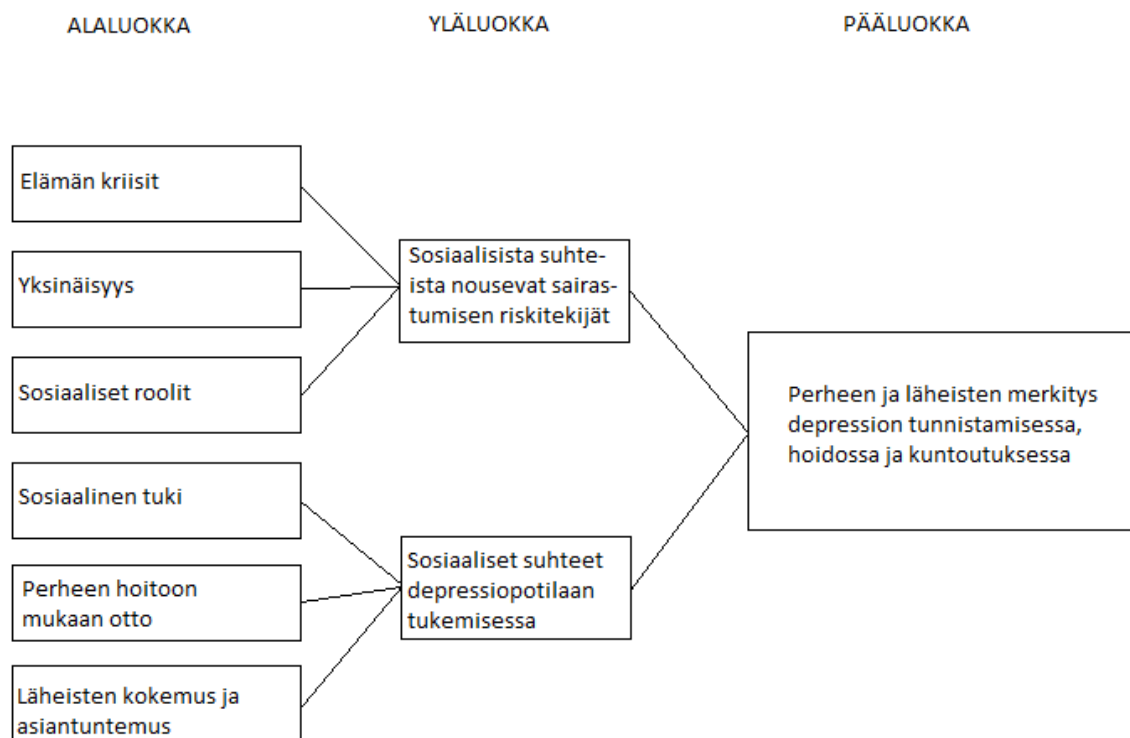 ALALUOKKA
YLÄLUOKKA
PÄÄLUOKKA
Elämän kriisit
Yksinäisyys
Sosiaaliset roolit
Sosiaalinen tuki
Perheen hoitoon
mukaan otto
Läheisten kokemus ja
asiantuntemus
Sosiaalisista suhte-
ista nousevat sairas-
tumisen riskitekijät
Sosiaaliset suhteet
depressiopotilaan
tukemisessa
Perheen ja läheisten merkitys
depression tunnistamisessa,
hoidossa ja kuntoutuksessa